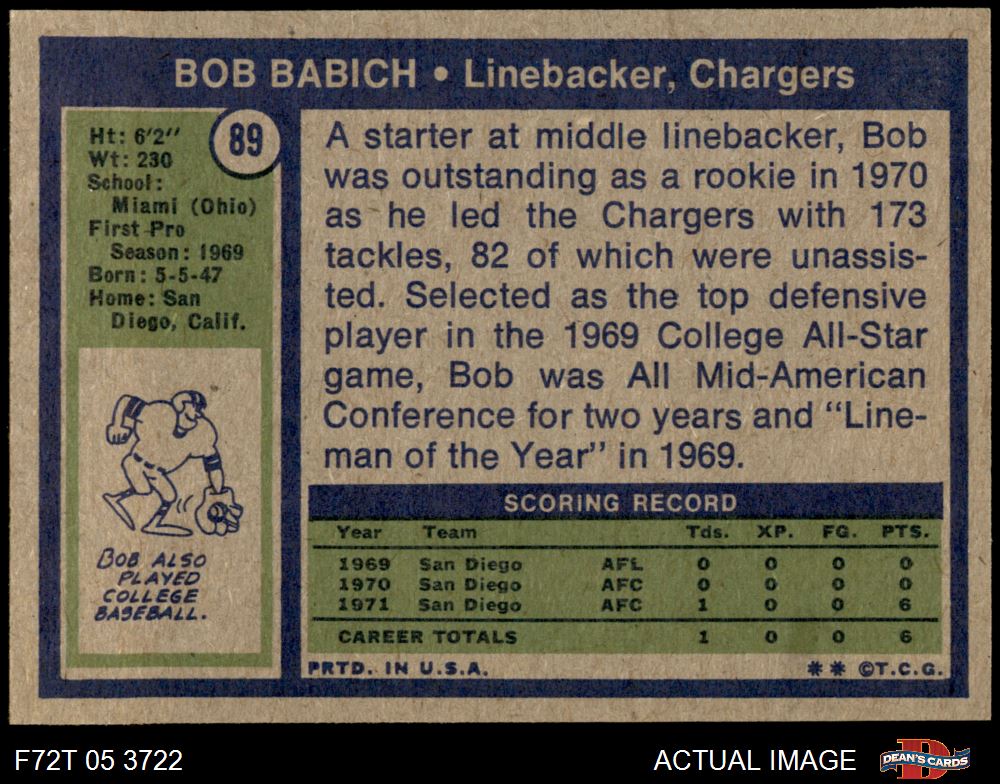 BOB BABICH • Linebacker, Chargers
89
Ht: 6'2"
Wt: 230
School:
Miami (Ohio)
First Pro
Season: 1969
Born: 5-5-47
Home: San
Diego, Calif.
BOB ALSO
PLAYED
COLLEGE
BASEBALL.
A starter at middle linebacker, Bob
was outstanding as a rookie in 1970
as he led the Chargers with 173
tackles, 82 of which were unassis-
ted. Selected as the top defensive
player in the 1969 College All-Star
game, Bob was All Mid-American
Conference for two years and "Line-
man of the Year" in 1969.
SCORING RECORD
Year Team Tds. XP. FG. PTS.
1969 San Diego AFL 0 0 0 0
1970 San Diego AFC 0 0 0 0
1971 San Diego AFC 1 0 0 6
CAREER TOTALS 1 0 0 6
PRTD. IN U.S.A. ** ©T.C.G.
F72T 05 3722 ACTUAL IMAGE DEAN'S CARDS